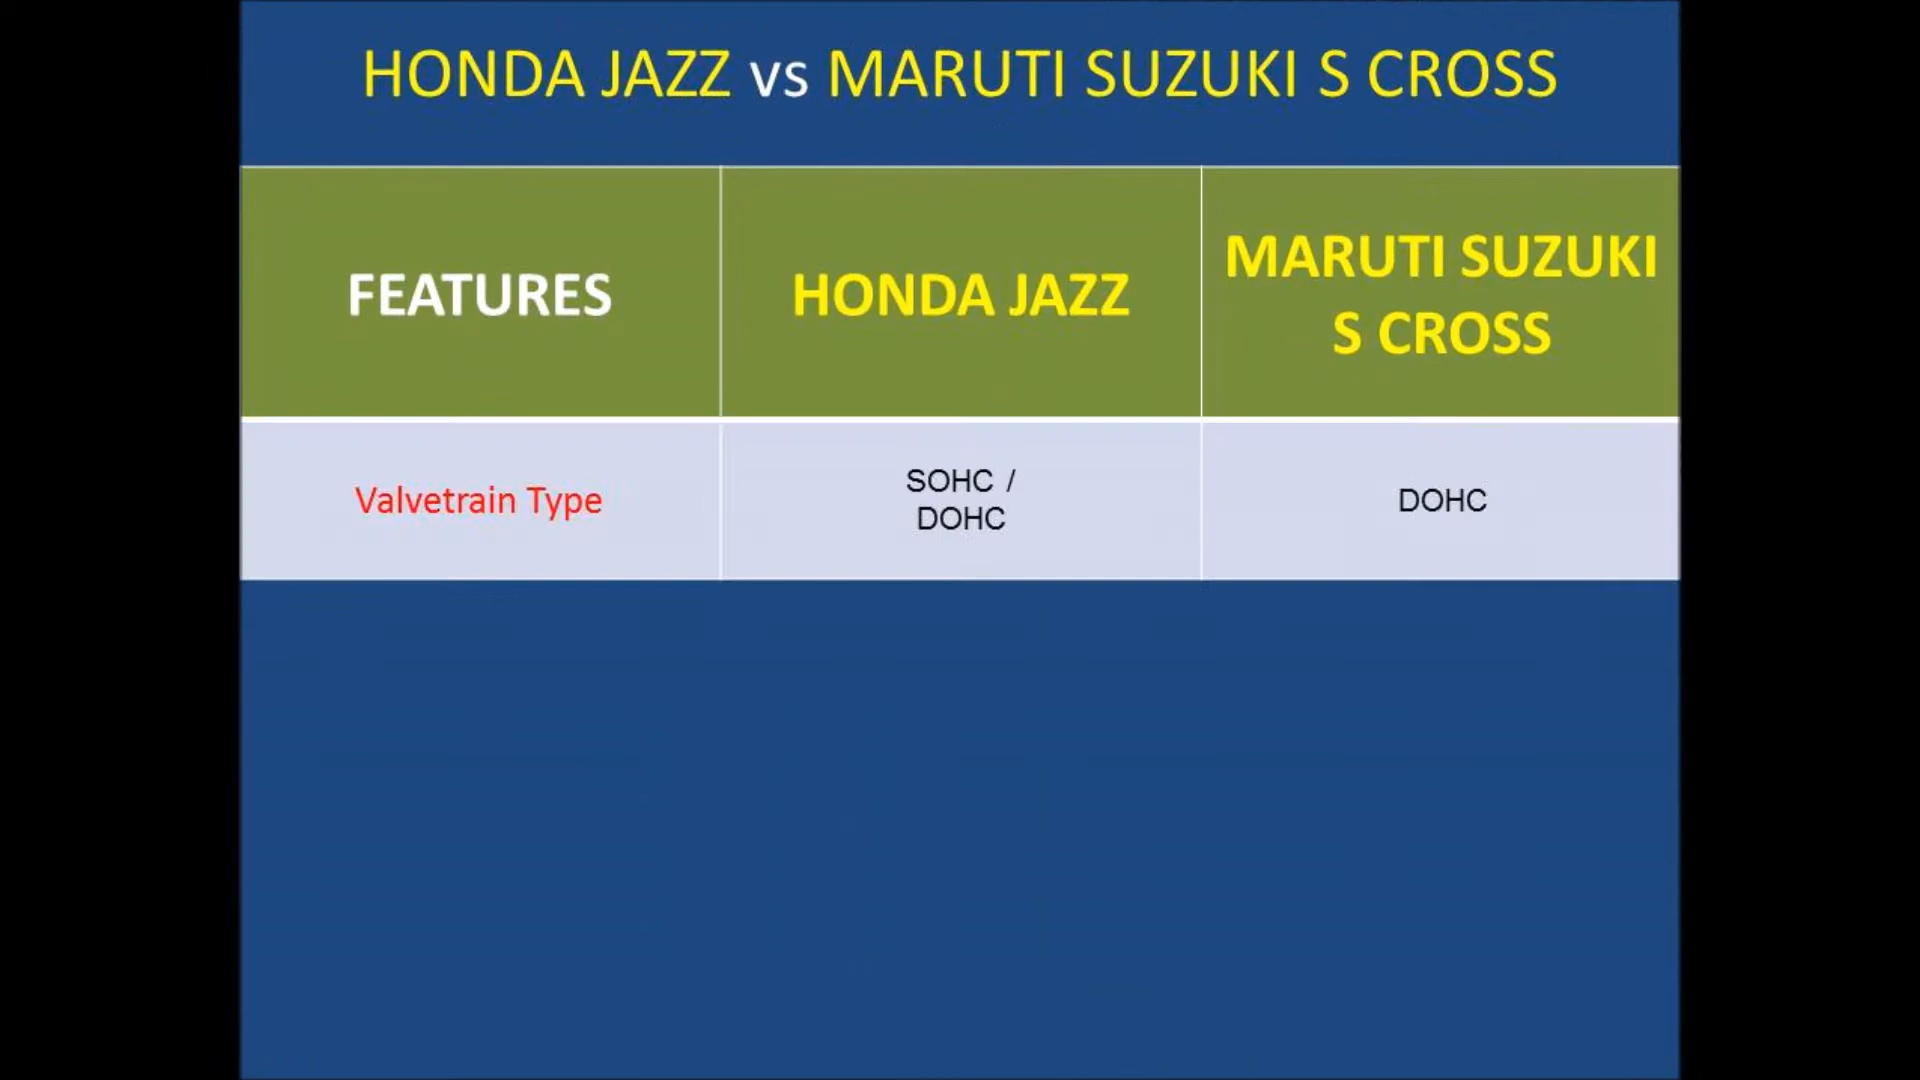 HONDA JAZZ vs MARUTI SUZUKI S CROSS
FEATURES
HONDA JAZZ
MARUTI SUZUKI
S CROSS
Valvetrain Type
SOHC /
DOHC
DOHC